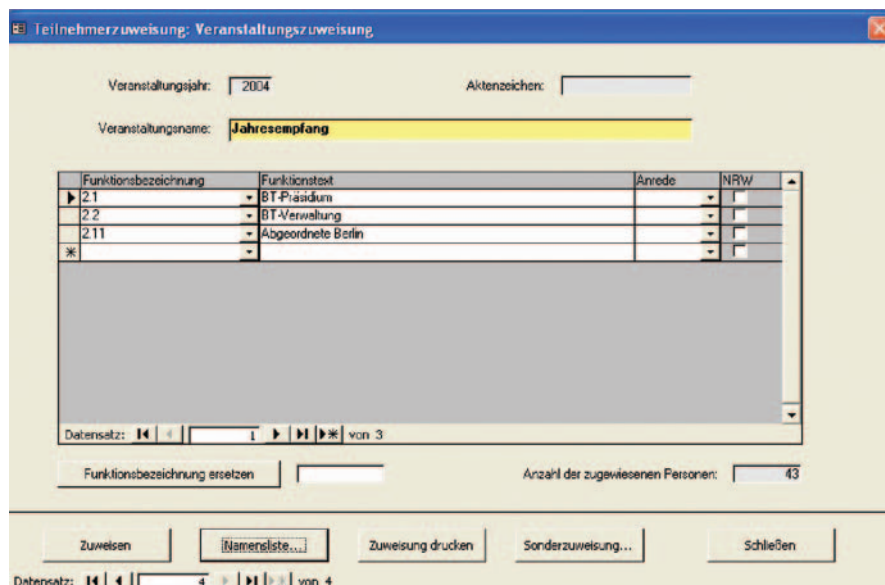 Teilnehmerzuweisung: Veranstaltungszuweisung
Veranstaltungsjahr: 2004 Aktenzeichen:
Veranstaltungsname: Jahresempfang
Funktionsbezeichnung Funktionstext Anrede NRW
2.1 BT-Präsidium
2.2 BT-Verwaltung
2.11 Abgeordnete Berlin
Datensatz: 1 von 3
Funktionsbezeichnung ersetzen Anzahl der zugewiesenen Personen: 43
Zuweisen Namensliste... Zuweisung drucken Sonderzuweisung... Schließen
Datensatz: 4 von 4